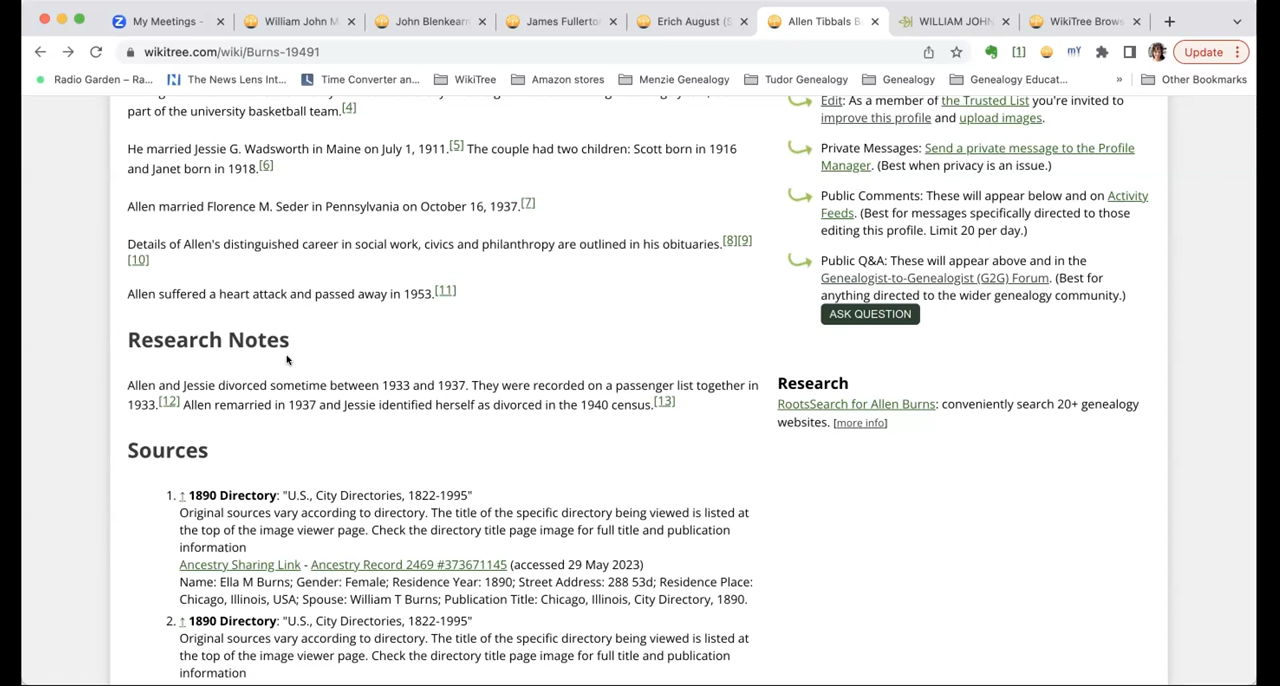 My Meetings -
William John M
John Blenkearn
James Fullerto
Erich August (S
Allen Tibbals B
WILLIAM JOHN
WikiTree Brows
wikitree.com/wiki/Burns-19491
[1]
mY
Update
Radio Garden – Ra...
The News Lens Int...
Time Converter an...
WikiTree
Amazon stores
Menzie Genealogy
Tudor Genealogy
Genealogy
Genealogy Educat...
»
Other Bookmarks
part of the university basketball team.[4]
He married Jessie G. Wadsworth in Maine on July 1, 1911.[5] The couple had two children: Scott born in 1916
and Janet born in 1918.[6]
Allen married Florence M. Seder in Pennsylvania on October 16, 1937.[7]
Details of Allen's distinguished career in social work, civics and philanthropy are outlined in his obituaries.[8][9]
[10]
Allen suffered a heart attack and passed away in 1953.[11]
Research Notes
Allen and Jessie divorced sometime between 1933 and 1937. They were recorded on a passenger list together in
1933.[12] Allen remarried in 1937 and Jessie identified herself as divorced in the 1940 census.[13]
Sources
1. ↑ 1890 Directory: "U.S., City Directories, 1822-1995"
Original sources vary according to directory. The title of the specific directory being viewed is listed at
the top of the image viewer page. Check the directory title page image for full title and publication
information
Ancestry Sharing Link - Ancestry Record 2469 #373671145 (accessed 29 May 2023)
Name: Ella M Burns; Gender: Female; Residence Year: 1890; Street Address: 288 53d; Residence Place:
Chicago, Illinois, USA; Spouse: William T Burns; Publication Title: Chicago, Illinois, City Directory, 1890.
2. ↑ 1890 Directory: "U.S., City Directories, 1822-1995"
Original sources vary according to directory. The title of the specific directory being viewed is listed at
the top of the image viewer page. Check the directory title page image for full title and publication
information
Edit: As a member of the Trusted List you're invited to
improve this profile and upload images.
Private Messages: Send a private message to the Profile
Manager. (Best when privacy is an issue.)
Public Comments: These will appear below and on Activity
Feeds. (Best for messages specifically directed to those
editing this profile. Limit 20 per day.)
Public Q&A: These will appear above and in the
Genealogist-to-Genealogist (G2G) Forum. (Best for
anything directed to the wider genealogy community.)
ASK QUESTION
Research
RootsSearch for Allen Burns: conveniently search 20+ genealogy
websites. [more info]